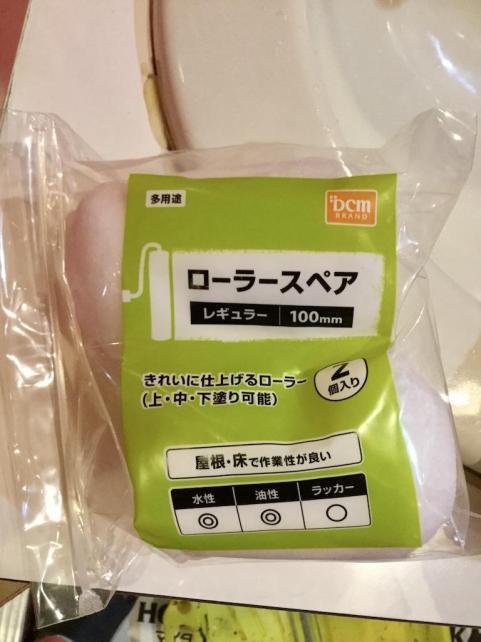 多用途
DCM
BRAND
ローラースペア
レギュラー 100mm
きれいに仕上げるローラー
(上・中・下塗り可能)
2
個入り
屋根・床で作業性が良い
水性 油性 ラッカー
◎ ◎ ○